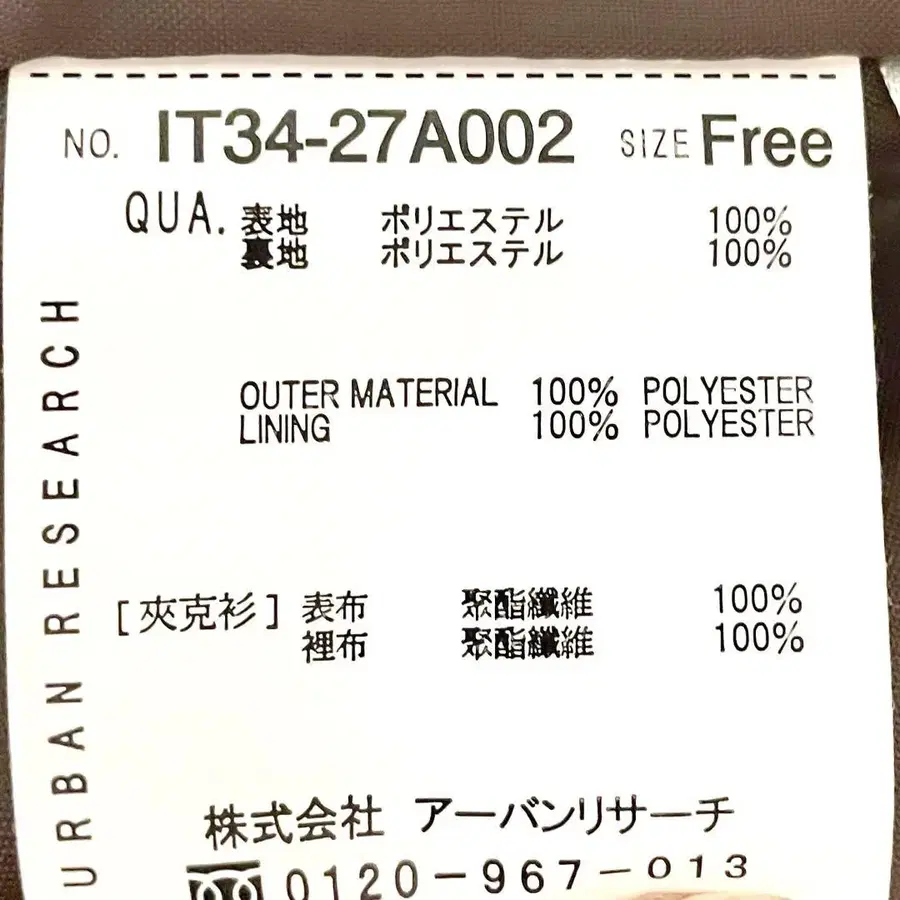 NO. IT34-27A002 SIZE Free
QUA. 表地 ポリエステル 100%
裏地 ポリエステル 100%
OUTER MATERIAL 100% POLYESTER
LINING 100% POLYESTER
[夾克衫] 表布 聚酯纖維 100%
裡布 聚酯纖維 100%
URBAN RESEARCH
株式会社 アーバンリサーチ
0120-967-013